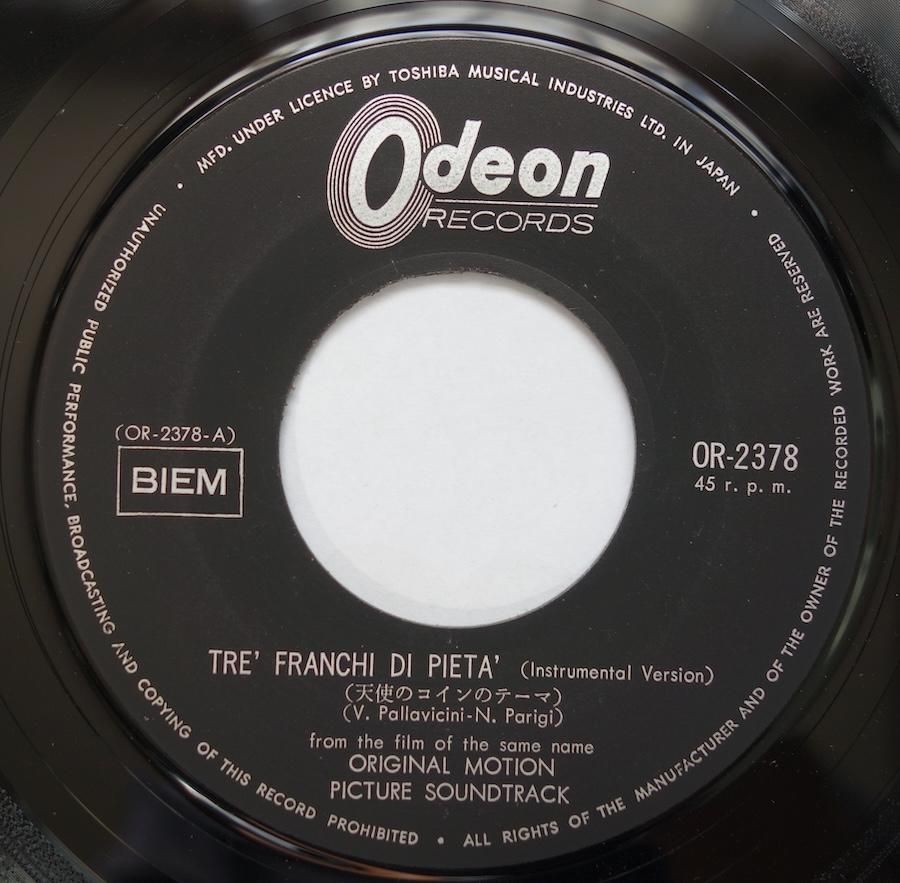 MFD. UNDER LICENCE BY TOSHIBA MUSICAL INDUSTRIES LTD. IN JAPAN
Odeon
RECORDS
(OR-2378-A)
BIEM
OR-2378
45 r. p. m.
TRE' FRANCHI DI PIETA' (Instrumental Version)
(天使のコインのテーマ)
(V. Pallavicini-N. Parigi)
from the film of the same name
ORIGINAL MOTION
PICTURE SOUNDTRACK
UNAUTHORIZED PUBLIC PERFORMANCE, BROADCASTING AND COPYING OF THIS RECORD PROHIBITED • ALL RIGHTS OF THE MANUFACTURER AND OF THE OWNER OF THE RECORDED WORK ARE RESERVED